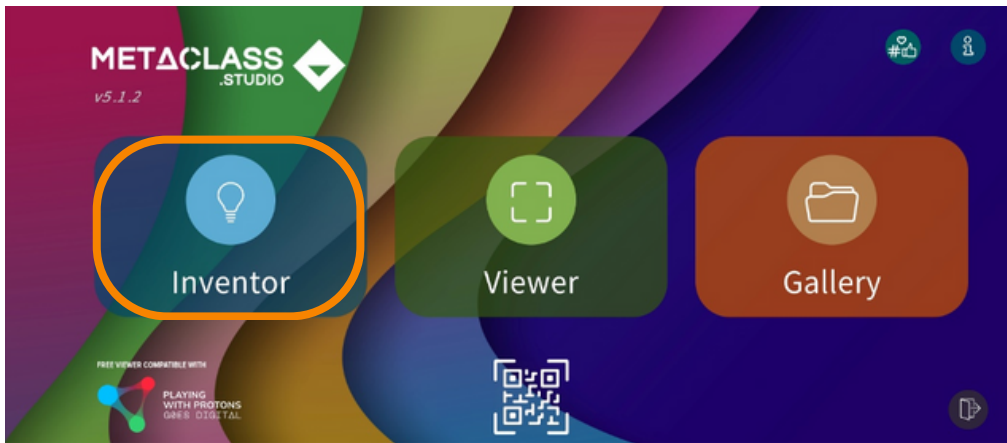 METACLASS
.STUDIO
v5.1.2
#
Inventor
Viewer
Gallery
FREE VIEWER COMPATIBLE WITH
PLAYING
WITH PROTONS
GOES DIGITAL